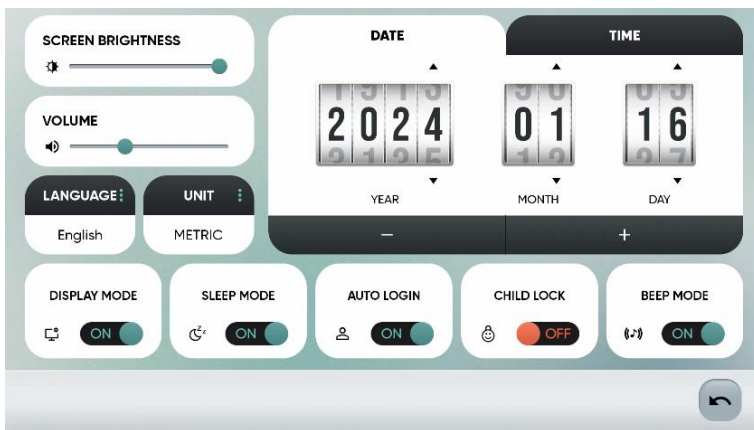 SCREEN BRIGHTNESS
VOLUME
LANGUAGE
English
UNIT
METRIC
DATE
TIME
2024 01 16
YEAR MONTH DAY
− +
DISPLAY MODE
ON
SLEEP MODE
ON
AUTO LOGIN
ON
CHILD LOCK
OFF
BEEP MODE
ON